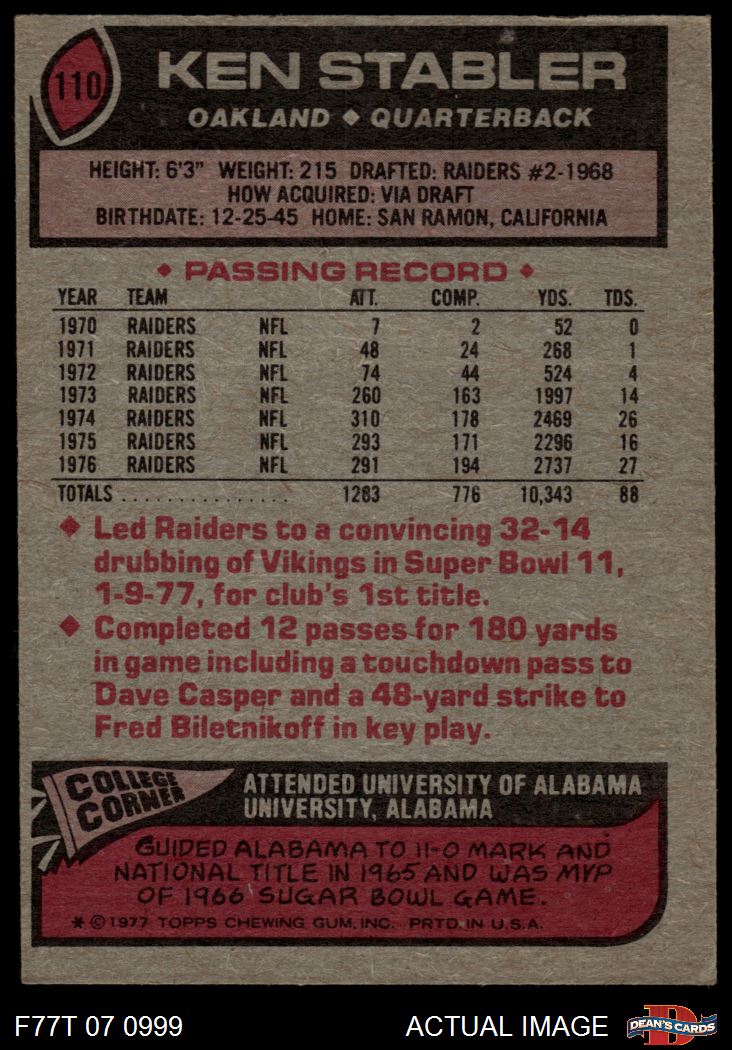 110
KEN STABLER
OAKLAND ◆ QUARTERBACK
HEIGHT: 6'3" WEIGHT: 215 DRAFTED: RAIDERS #2-1968
HOW ACQUIRED: VIA DRAFT
BIRTHDATE: 12-25-45 HOME: SAN RAMON, CALIFORNIA
◆ PASSING RECORD ◆
YEAR TEAM ATT. COMP. YDS. TDS.
1970 RAIDERS NFL 7 2 52 0
1971 RAIDERS NFL 48 24 268 1
1972 RAIDERS NFL 74 44 524 4
1973 RAIDERS NFL 260 163 1997 14
1974 RAIDERS NFL 310 178 2469 26
1975 RAIDERS NFL 293 171 2296 16
1976 RAIDERS NFL 291 194 2737 27
TOTALS ................ 1283 776 10,343 88
◆ Led Raiders to a convincing 32-14
drubbing of Vikings in Super Bowl 11,
1-9-77, for club's 1st title.
◆ Completed 12 passes for 180 yards
in game including a touchdown pass to
Dave Casper and a 48-yard strike to
Fred Biletnikoff in key play.
COLLEGE
CORNER
ATTENDED UNIVERSITY OF ALABAMA
UNIVERSITY, ALABAMA
GUIDED ALABAMA TO 11-0 MARK AND
NATIONAL TITLE IN 1965 AND WAS MVP
OF 1966 SUGAR BOWL GAME.
* © 1977 TOPPS CHEWING GUM, INC. PRTD. IN U.S.A.
F77T 07 0999 ACTUAL IMAGE
D
DEAN'S CARDS